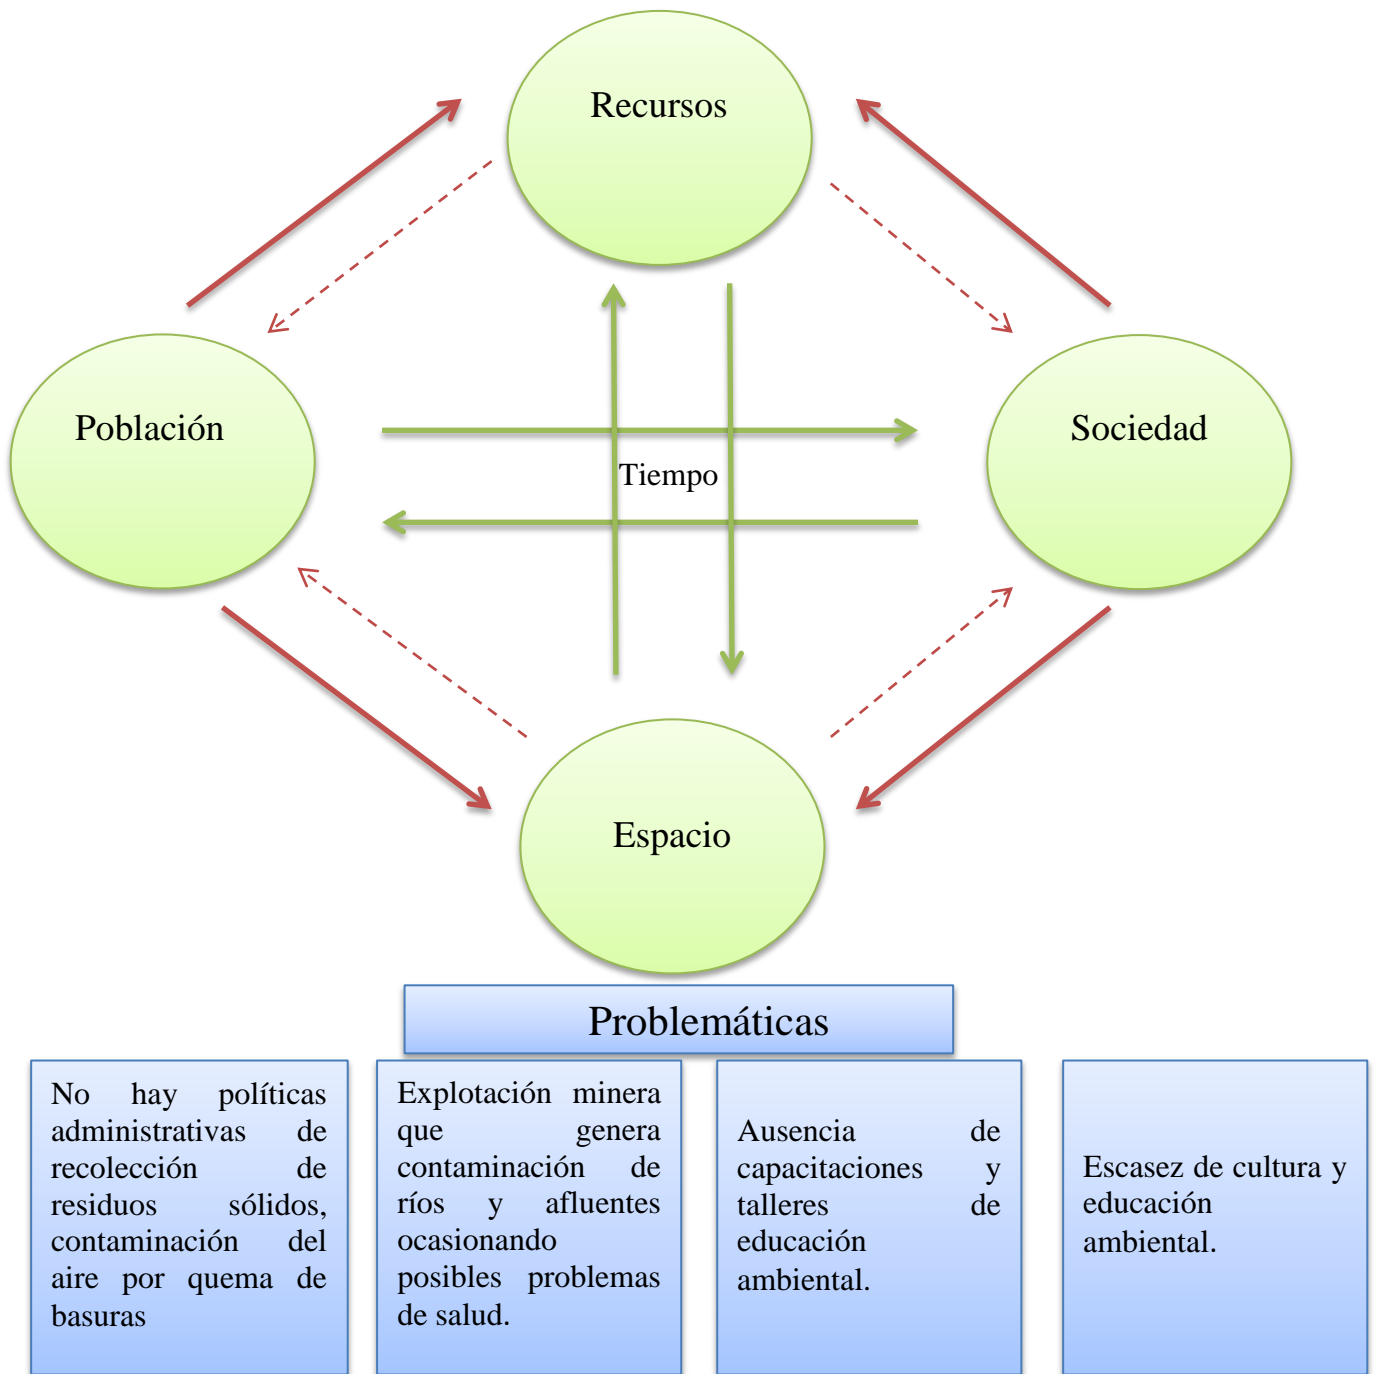 Recursos
Población
Sociedad
Tiempo
Espacio
Problemáticas
No hay políticas
administrativas de
recolección de
residuos sólidos,
contaminación del
aire por quema de
basuras
Explotación minera
que genera
contaminación de
ríos y afluentes
ocasionando
posibles problemas
de salud.
Ausencia de
capacitaciones y
talleres de
educación
ambiental.
Escasez de cultura y
educación
ambiental.